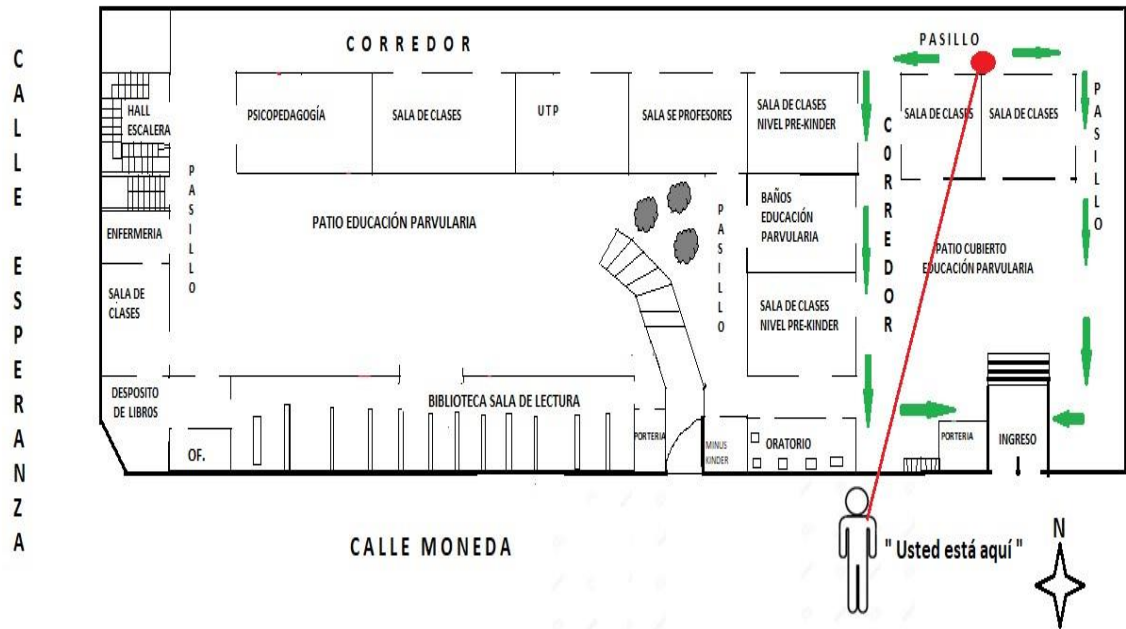 CORREDOR
PASILLO
CALLE ESPERANZA
HALL
ESCALERA
PSICOPEDAGOGÍA
SALA DE CLASES
UTP
SALA SE PROFESORES
SALA DE CLASES
NIVEL PRE-KINDER
C0RREDOR
SALA DE CLASES
SALA DE CLASES
PASILLO
PASILLO
ENFERMERIA
PATIO EDUCACIÓN PARVULARIA
PASILLO
BAÑOS
EDUCACIÓN
PARVULARIA
PATIO CUBIERTO
EDUCACIÓN PARVULARIA
SALA DE
CLASES
SALA DE CLASES
NIVEL PRE-KINDER
DESPOSITO
DE LIBROS
BIBLIOTECA SALA DE LECTURA
OF.
PORTERIA
MINUS
KINDER
ORATORIO
PORTERIA
INGRESO
CALLE MONEDA
" Usted está aquí "
N